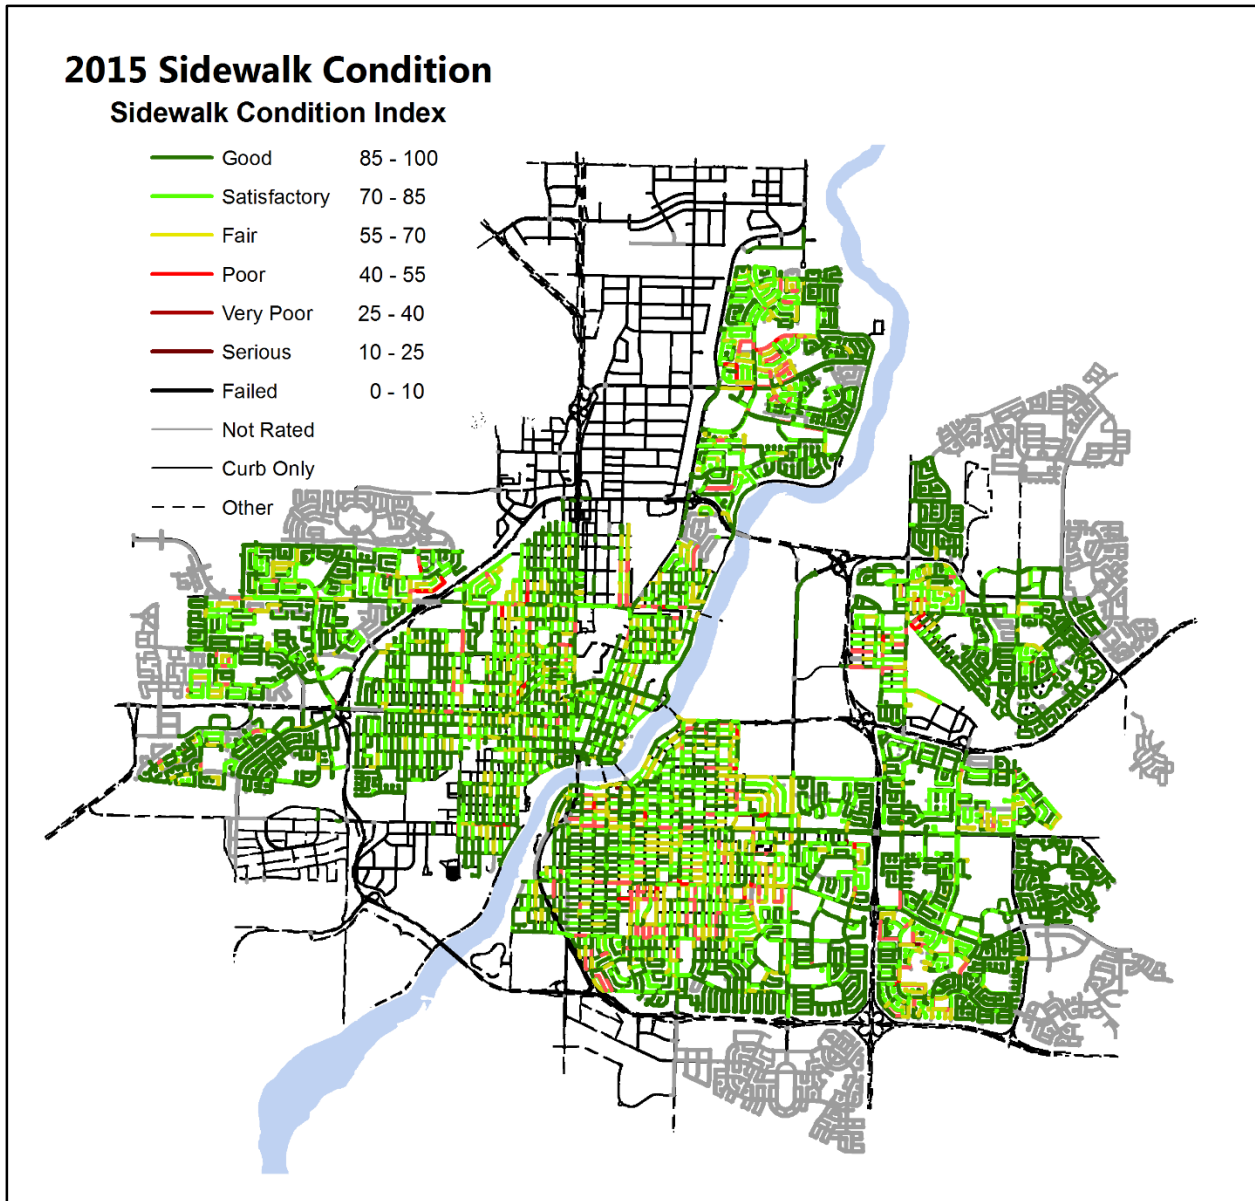 2015 Sidewalk Condition
Sidewalk Condition Index
Good 85 - 100
Satisfactory 70 - 85
Fair 55 - 70
Poor 40 - 55
Very Poor 25 - 40
Serious 10 - 25
Failed 0 - 10
Not Rated
Curb Only
Other